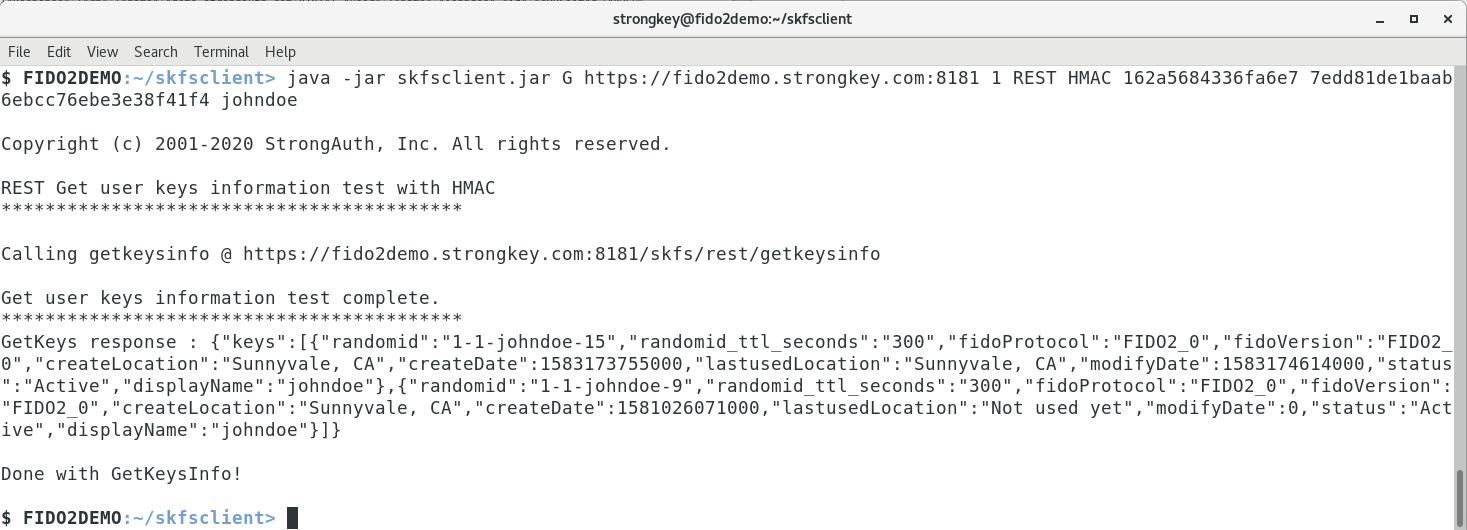 strongkey@fido2demo:~/skfsclient
File Edit View Search Terminal Help
$ FIDO2DEMO:~/skfsclient> java -jar skfsclient.jar G https://fido2demo.strongkey.com:8181 1 REST HMAC 162a5684336fa6e7 7edd81de1baab
6ebcc76ebe3e38f41f4 johndoe
Copyright (c) 2001-2020 StrongAuth, Inc. All rights reserved.
REST Get user keys information test with HMAC
******************************************
Calling getkeysinfo @ https://fido2demo.strongkey.com:8181/skfs/rest/getkeysinfo
Get user keys information test complete.
******************************************
GetKeys response : {"keys":[{"randomid":"1-1-johndoe-15","randomid_ttl_seconds":"300","fidoProtocol":"FIDO2_0","fidoVersion":"FIDO2_
0","createLocation":"Sunnyvale, CA","createDate":1583173755000,"lastusedLocation":"Sunnyvale, CA","modifyDate":1583174614000,"status
":"Active","displayName":"johndoe"},{"randomid":"1-1-johndoe-9","randomid_ttl_seconds":"300","fidoProtocol":"FIDO2_0","fidoVersion":
"FIDO2_0","createLocation":"Sunnyvale, CA","createDate":1581026071000,"lastusedLocation":"Not used yet","modifyDate":0,"status":"Act
ive","displayName":"johndoe"}]}
Done with GetKeysInfo!
$ FIDO2DEMO:~/skfsclient>